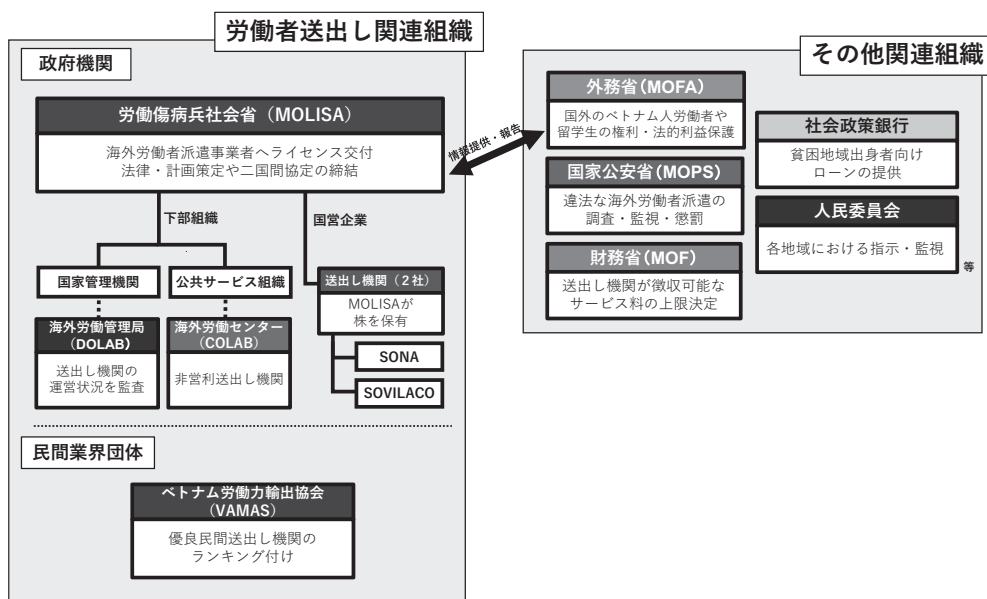 労働者送出し関連組織
政府機関
労働傷病兵社会省(MOLISA)
海外労働者派遣事業者へライセンス交付
法律・計画策定や二国間協定の締結
下部組織
国営企業
国家管理機関
公共サービス組織
海外労働管理局
(DOLAB)
送出し機関の
運営状況を監査
海外労働センター
(COLAB)
非営利送出し機関
送出し機関(2社)
MOLISAが
株を保有
SONA
SOVILACO
民間業界団体
ベトナム労働力輸出協会
(VAMAS)
優良民間送出し機関の
ランキング付け
情報提供・報告
その他関連組織
外務省(MOFA)
国外のベトナム人労働者や
留学生の権利・法的利益保護
国家公安省(MOPS)
違法な海外労働者派遣の
調査・監視・懲罰
財務省(MOF)
送出し機関が徴収可能な
サービス料の上限決定
社会政策銀行
貧困地域出身者向け
ローンの提供
人民委員会
各地域における指示・監視
等